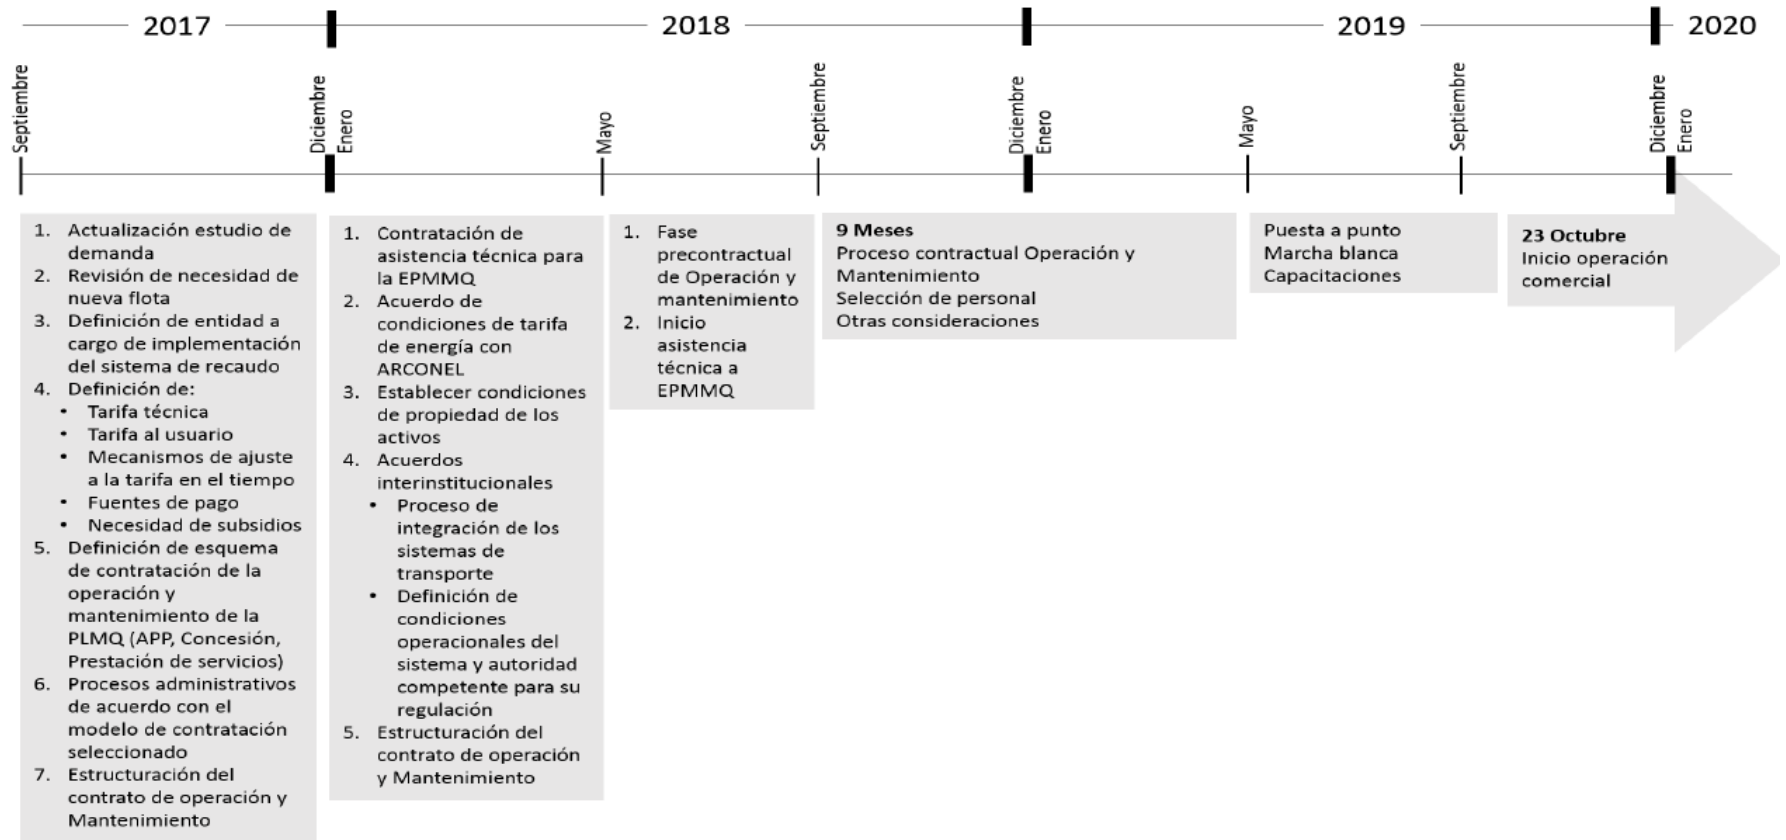 2017
2018
2019
2020
Septiembre
Diciembre
Enero
Mayo
Septiembre
Diciembre
Enero
Mayo
Septiembre
Diciembre
Enero
1. Actualización estudio de
demanda
2. Revisión de necesidad de
nueva flota
3. Definición de entidad a
cargo de implementación
del sistema de recaudo
4. Definición de:
• Tarifa técnica
• Tarifa al usuario
• Mecanismos de ajuste
a la tarifa en el tiempo
• Fuentes de pago
• Necesidad de subsidios
5. Definición de esquema
de contratación de la
operación y
mantenimiento de la
PLMQ (APP, Concesión,
Prestación de servicios)
6. Procesos administrativos
de acuerdo con el
modelo de contratación
seleccionado
7. Estructuración del
contrato de operación y
Mantenimiento
1. Contratación de
asistencia técnica para
la EPMMQ
2. Acuerdo de
condiciones de tarifa
de energía con
ARCONEL
3. Establecer condiciones
de propiedad de los
activos
4. Acuerdos
interinstitucionales
• Proceso de
integración de los
sistemas de
transporte
• Definición de
condiciones
operacionales del
sistema y autoridad
competente para su
regulación
5. Estructuración del
contrato de operación
y Mantenimiento
1. Fase
precontractual
de Operación y
mantenimiento
2. Inicio
asistencia
técnica a
EPMMQ
9 Meses
Proceso contractual Operación y
Mantenimiento
Selección de personal
Otras consideraciones
Puesta a punto
Marcha blanca
Capacitaciones
23 Octubre
Inicio operación
comercial